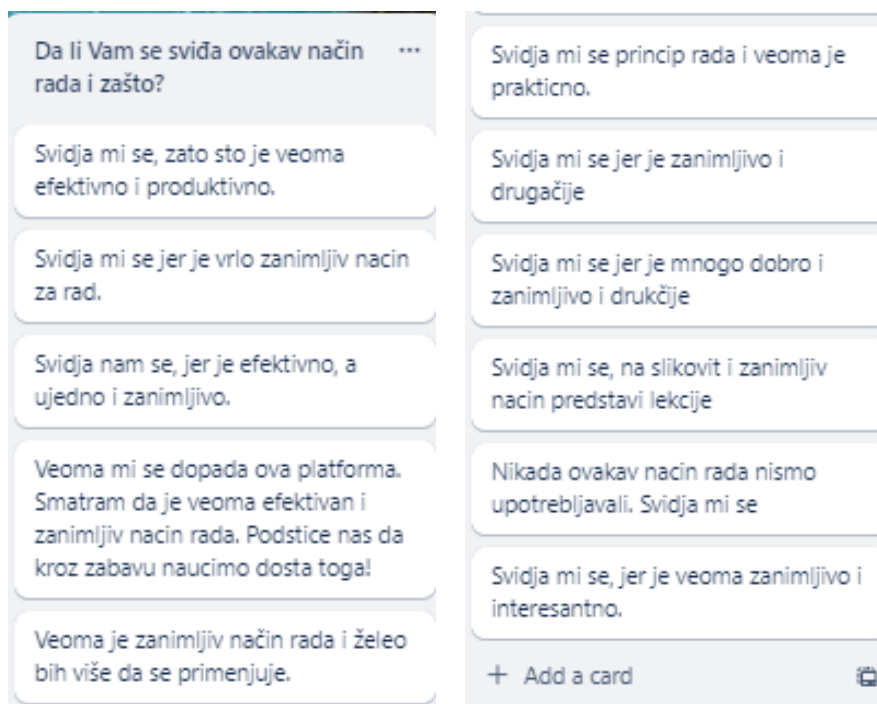 Da li Vam se sviđa ovakav način
rada i zašto?
Svidja mi se, zato sto je veoma
efektivno i produktivno.
Svidja mi se jer je vrlo zanimljiv nacin
za rad.
Svidja nam se, jer je efektivno, a
ujedno i zanimljivo.
Veoma mi se dopada ova platforma.
Smatram da je veoma efektivan i
zanimljiv nacin rada. Podstice nas da
kroz zabavu naucimo dosta toga!
Veoma je zanimljiv način rada i želeo
bih više da se primenjuje.
Svidja mi se princip rada i veoma je
prakticno.
Svidja mi se jer je zanimljivo i
drugačije
Svidja mi se jer je mnogo dobro i
zanimljivo i drukčije
Svidja mi se, na slikovit i zanimljiv
nacin predstavi lekcije
Nikada ovakav nacin rada nismo
upotrebljavali. Svidja mi se
Svidja mi se, jer je veoma zanimljivo i
interesantno.
+ Add a card